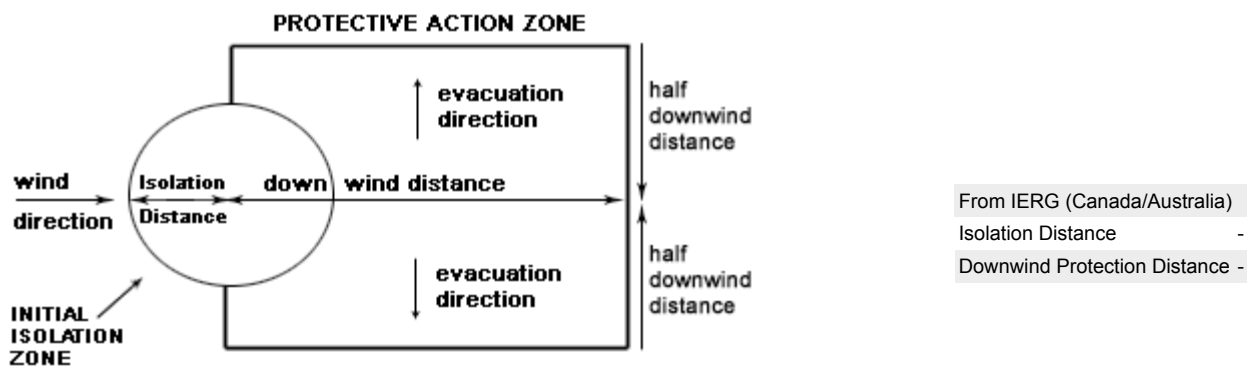 PROTECTIVE ACTION ZONE
evacuation
direction
half
downwind
distance
wind
direction
Isolation
Distance
down wind distance
evacuation
direction
half
downwind
distance
INITIAL
ISOLATION
ZONE
From IERG (Canada/Australia)
Isolation Distance -
Downwind Protection Distance -